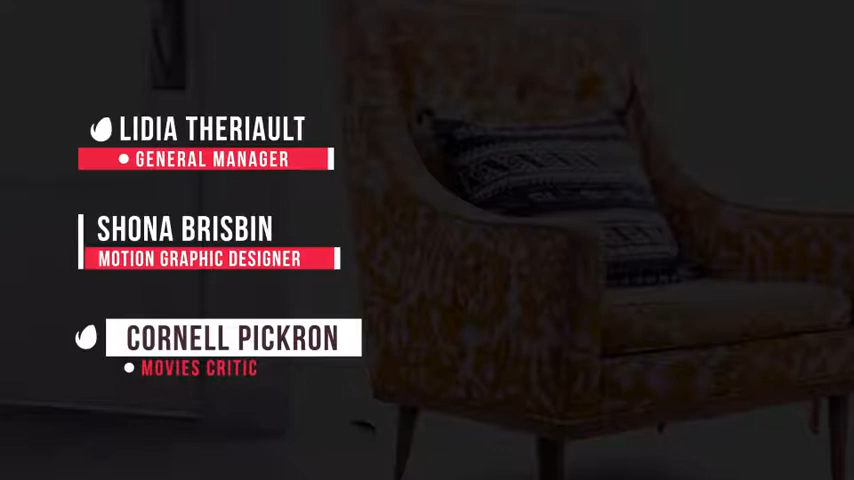 LIDIA THERIAULT
GENERAL MANAGER
SHONA BRISBIN
MOTION GRAPHIC DESIGNER
CORNELL PICKRON
MOVIES CRITIC